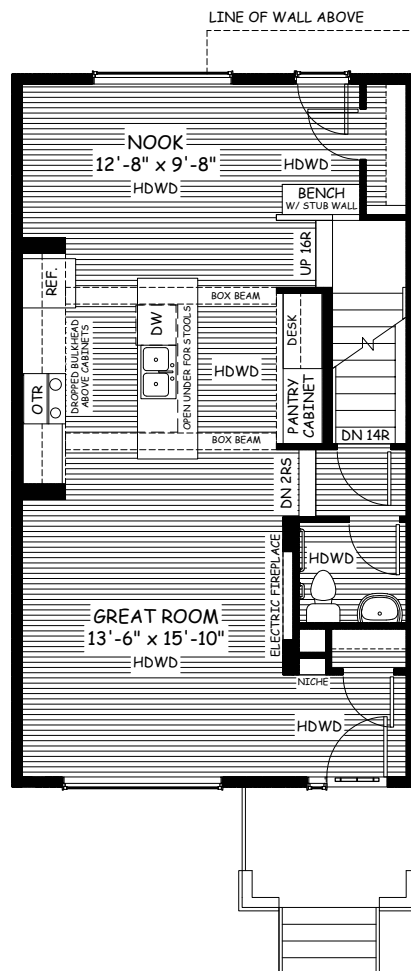 LINE OF WALL ABOVE
NOOK
12'-8" x 9'-8"
HDWD
HDWD
BENCH
W/ STUB WALL
UP 16R
REF.
BOX BEAM
DW
OPEN UNDER FOR STOOLS
DROPPED BULKHEAD
ABOVE CABINETS
OTR
HDWD
DESK
PANTRY
CABINET
DN 14R
BOX BEAM
DN 2RS
HDWD
ELECTRIC FIREPLACE
GREAT ROOM
13'-6" x 15'-10"
HDWD
NICHE
HDWD